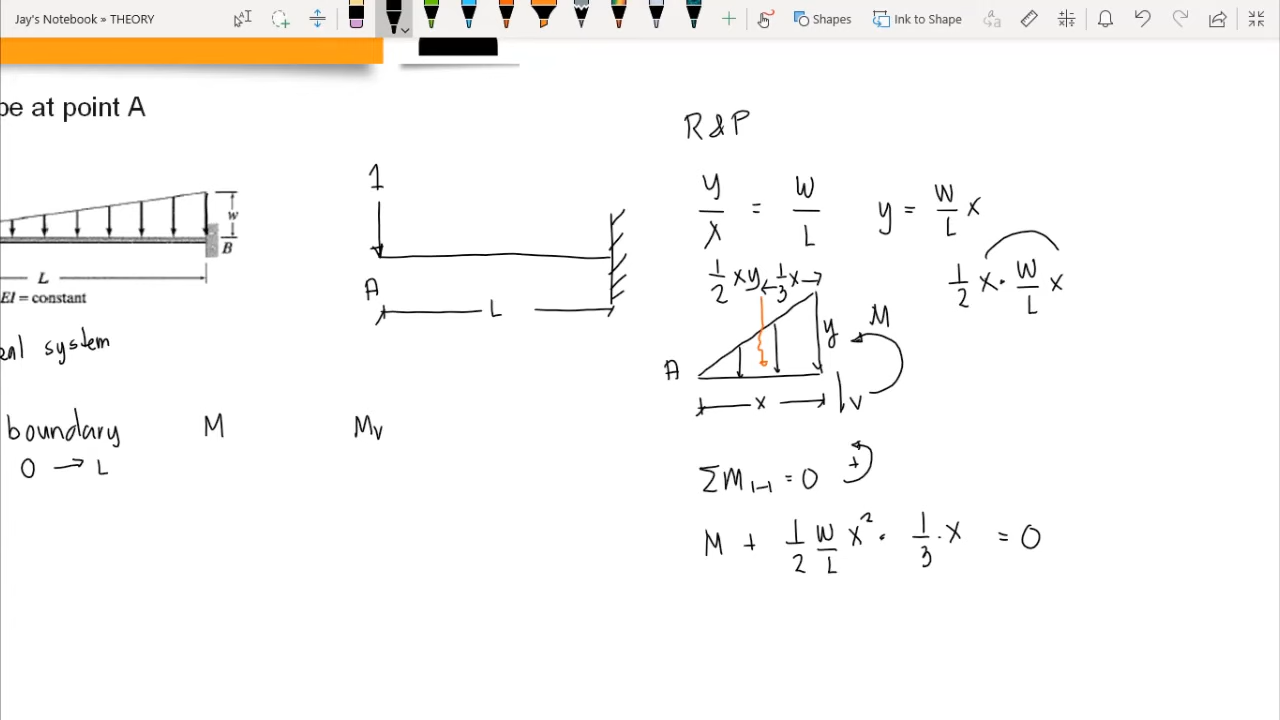 Jay's Notebook » THEORY
Shapes
Ink to Shape
pe at point A
w
B
L
EI = constant
eal system
boundary M Mv
0 → L
1
A
L
R & P
y/x = W/L y = W/L x
1/2 xy 1/3 x 1/2 x · W/L x
y M
A
x v
ΣM1-1 = 0 +
M + 1/2 W/L x² · 1/3 · x = 0